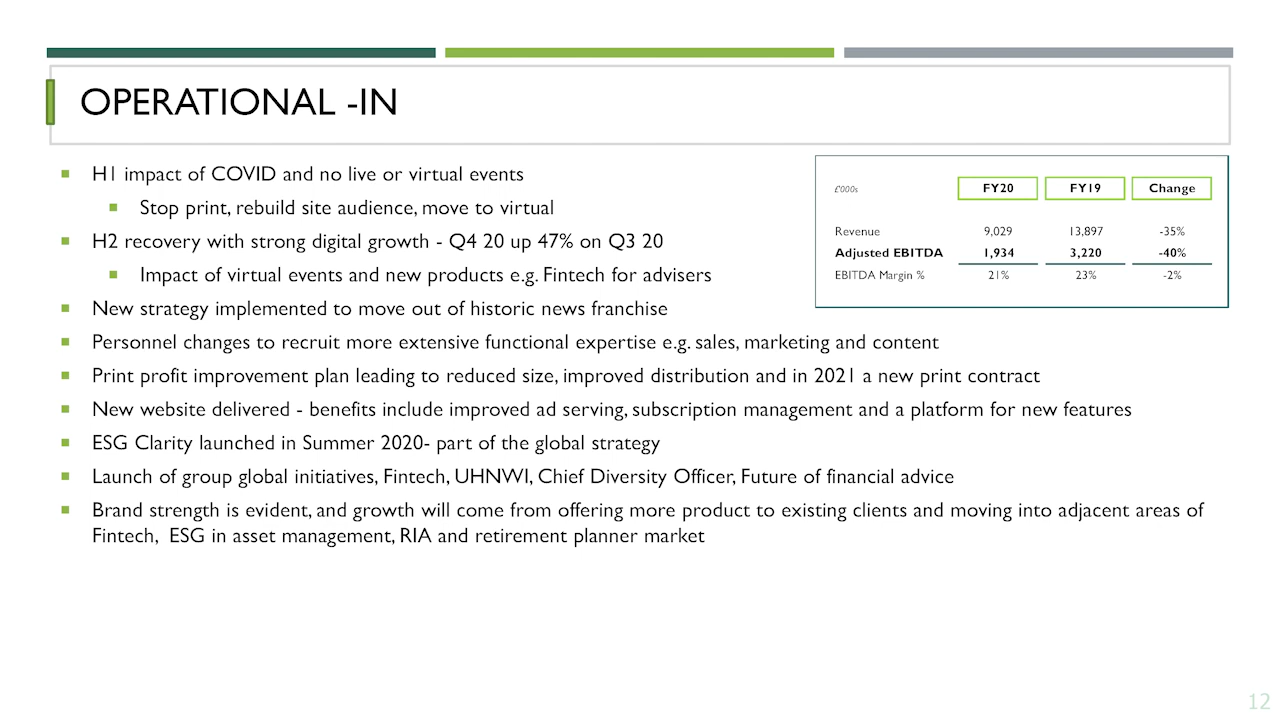 OPERATIONAL -IN
H1 impact of COVID and no live or virtual events
Stop print, rebuild site audience, move to virtual
H2 recovery with strong digital growth - Q4 20 up 47% on Q3 20
Impact of virtual events and new products e.g. Fintech for advisers
New strategy implemented to move out of historic news franchise
Personnel changes to recruit more extensive functional expertise e.g. sales, marketing and content
Print profit improvement plan leading to reduced size, improved distribution and in 2021 a new print contract
New website delivered - benefits include improved ad serving, subscription management and a platform for new features
ESG Clarity launched in Summer 2020- part of the global strategy
Launch of group global initiatives, Fintech, UHNWI, Chief Diversity Officer, Future of financial advice
Brand strength is evident, and growth will come from offering more product to existing clients and moving into adjacent areas of
Fintech, ESG in asset management, RIA and retirement planner market
£'000s FY20 FY19 Change
Revenue 9,029 13,897 -35%
Adjusted EBITDA 1,934 3,220 -40%
EBITDA Margin % 21% 23% -2%
12